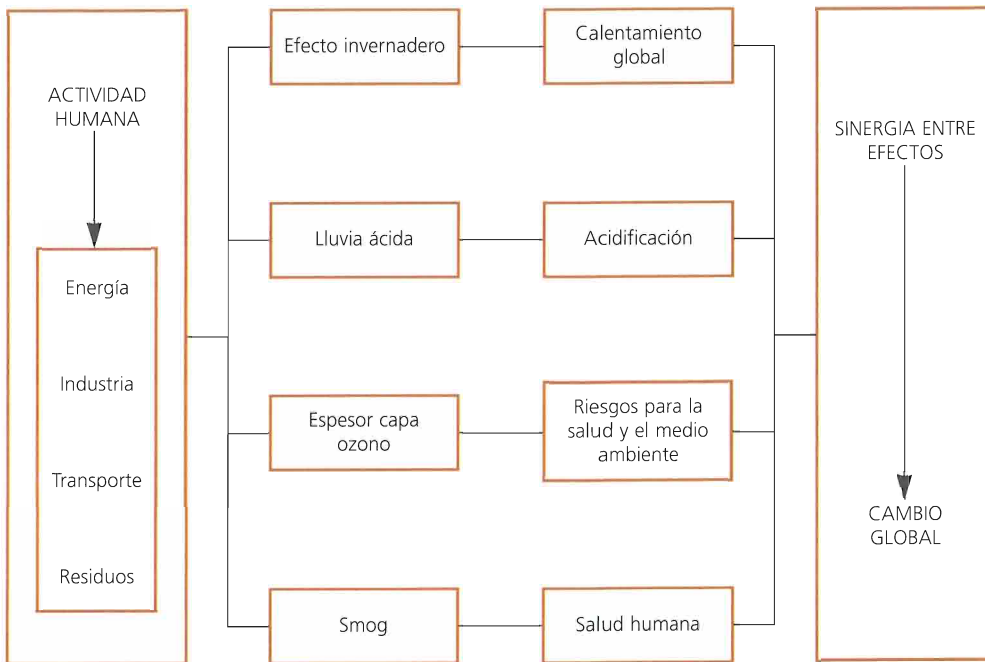 ACTIVIDAD
HUMANA
Energía
Industria
Transporte
Residuos
Efecto invernadero
Calentamiento
global
Lluvia ácida
Acidificación
Espesor capa
ozono
Riesgos para la
salud y el medio
ambiente
Smog
Salud humana
SINERGIA ENTRE
EFECTOS
CAMBIO
GLOBAL